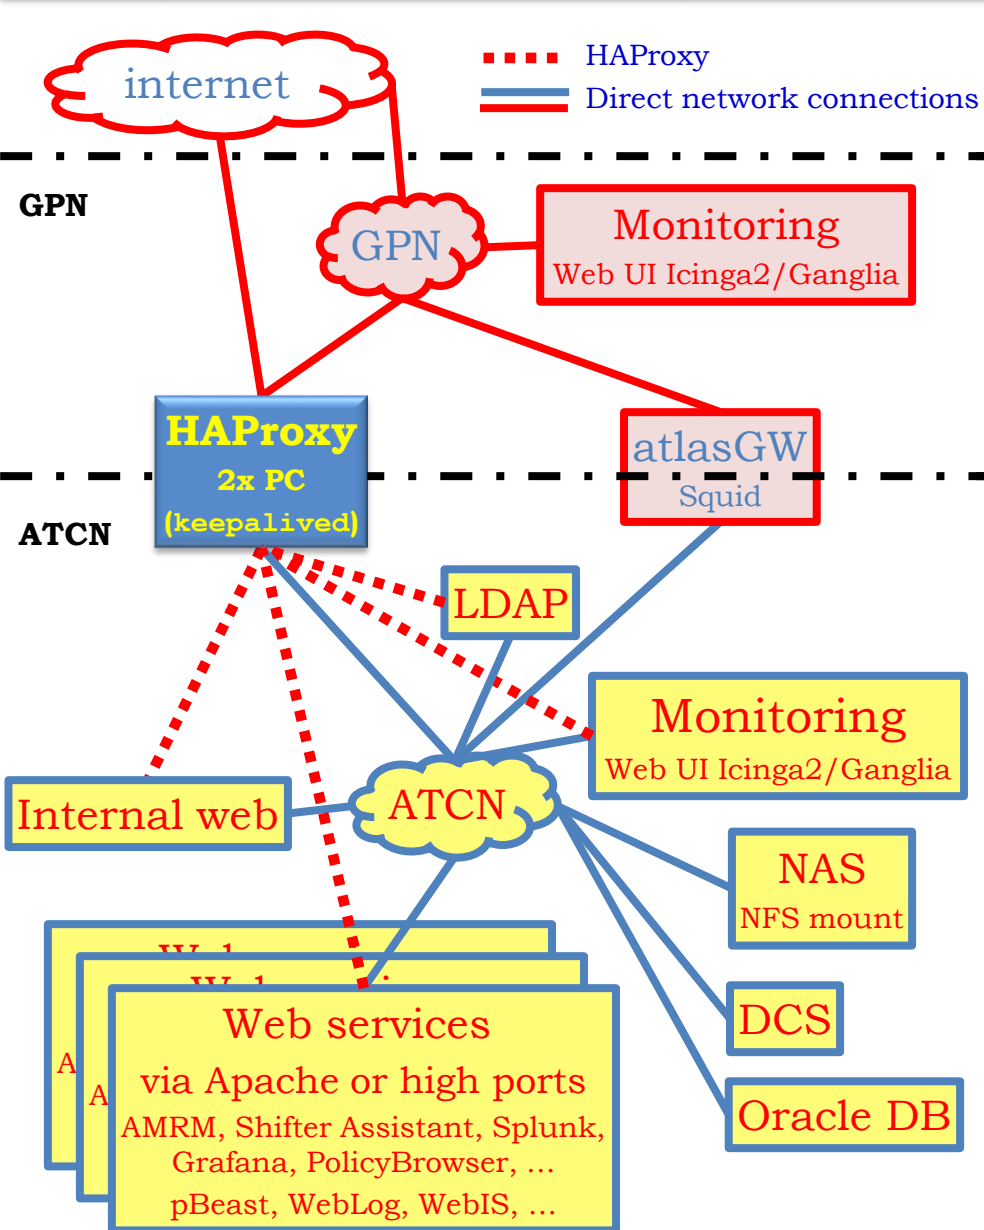 internet
HAProxy
Direct network connections
GPN
GPN
Monitoring
Web UI Icinga2/Ganglia
HAProxy
2x PC
(keepalived)
atlasGW
Squid
ATCN
LDAP
Monitoring
Web UI Icinga2/Ganglia
Internal web
ATCN
NAS
NFS mount
DCS
Oracle DB
A
A
Web services
via Apache or high ports
AMRM, Shifter Assistant, Splunk,
Grafana, PolicyBrowser, ...
pBeast, WebLog, WebIS, ...